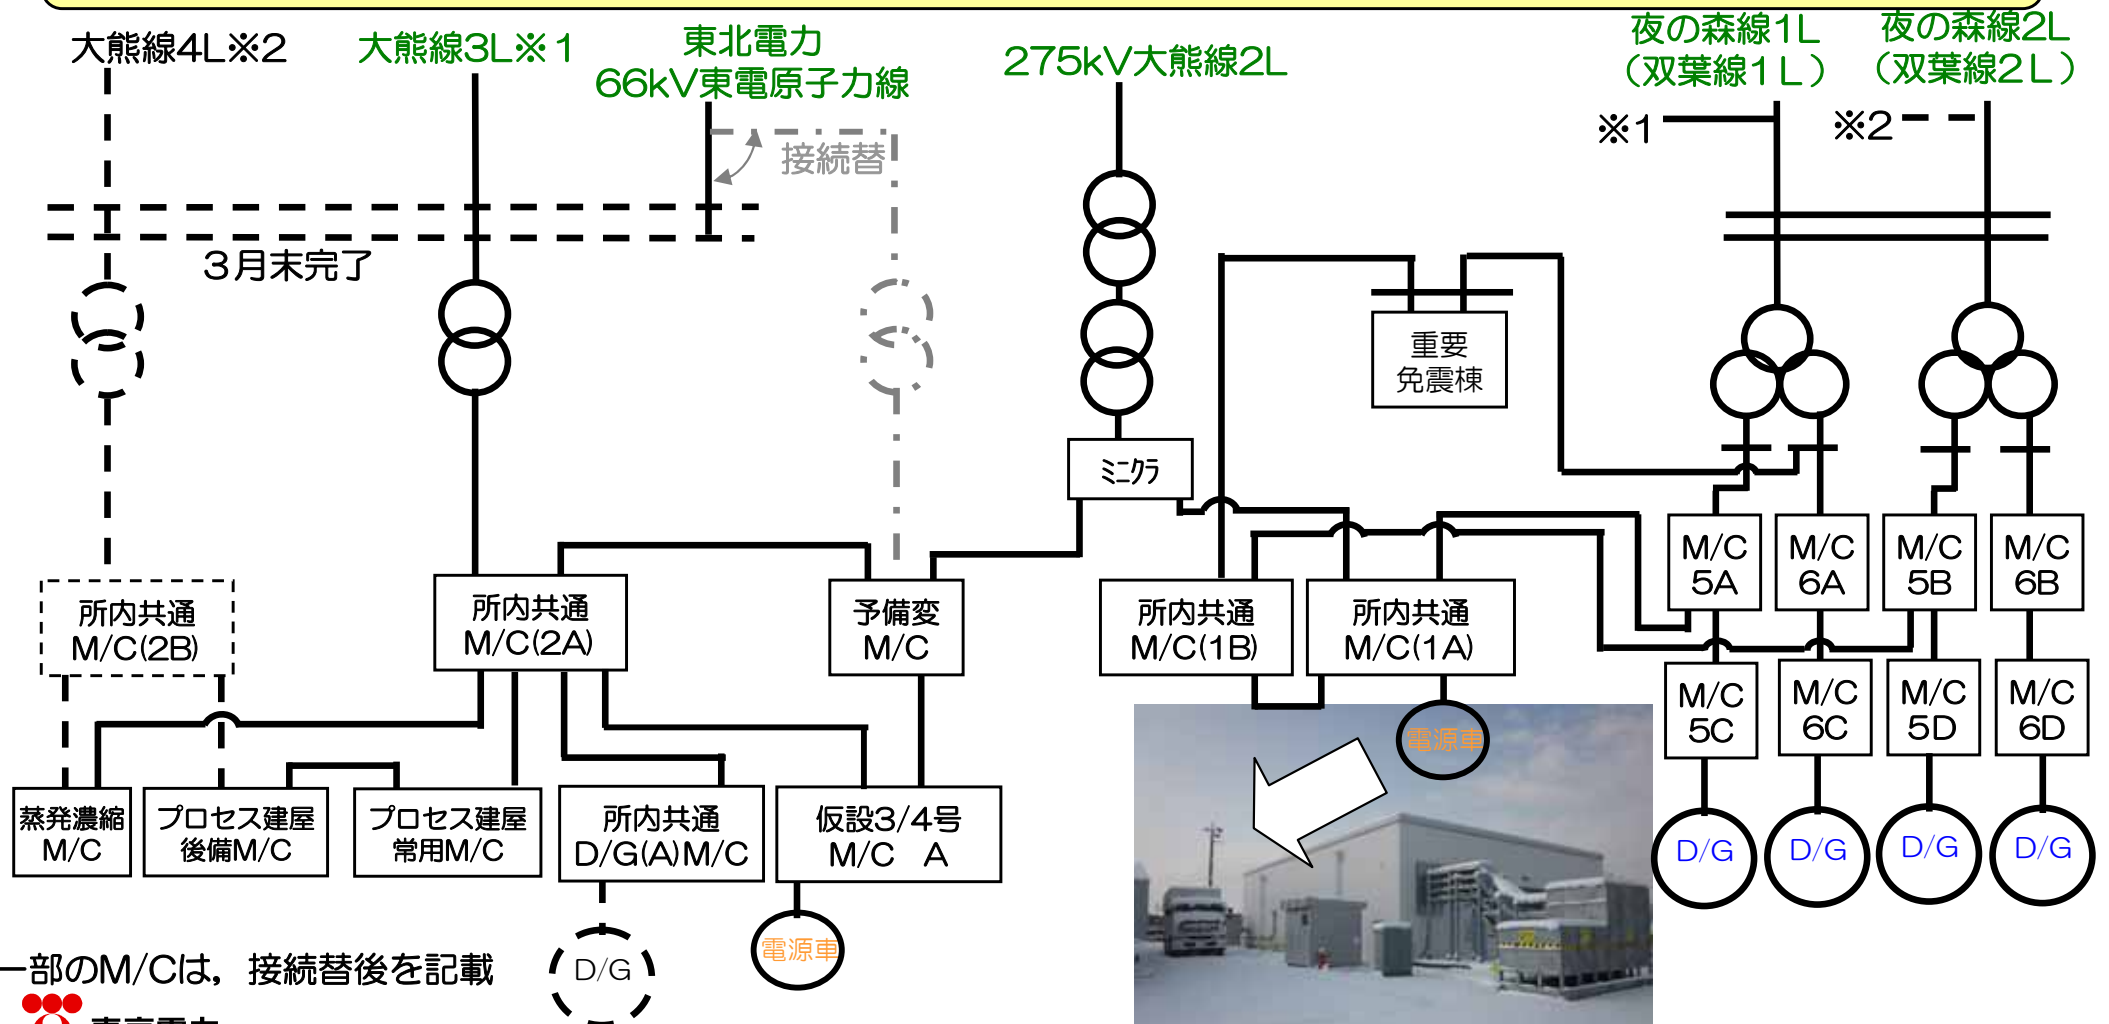 大熊線4L※2
大熊線3L※1
東北電力
66kV東電原子力線
275kV大熊線2L
夜の森線1L
（双葉線1L）
夜の森線2L
（双葉線2L）
※1
※2
接続替
3月末完了
重要
免震棟
ミニクラ
所内共通
M/C(2B)
所内共通
M/C(2A)
予備変
M/C
所内共通
M/C(1B)
所内共通
M/C(1A)
M/C
5A
M/C
6A
M/C
5B
M/C
6B
M/C
5C
M/C
6C
M/C
5D
M/C
6D
電源車
蒸発濃縮
M/C
プロセス建屋
後備M/C
プロセス建屋
常用M/C
所内共通
D/G(A)M/C
仮設3/4号
M/C A
D/G
D/G
D/G
D/G
D/G
電源車
一部のM/Cは，接続替後を記載
東京電力